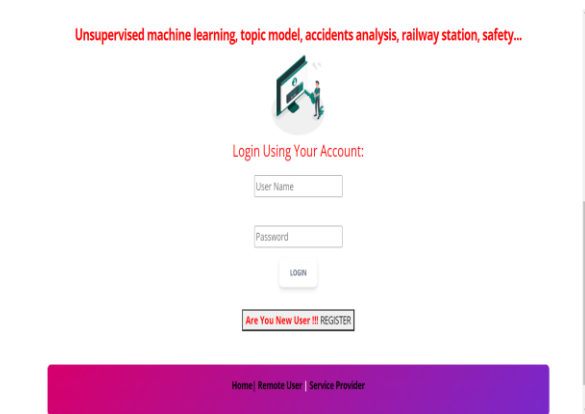 Unsupervised machine learning, topic model, accidents analysis, railway station, safety...
Login Using Your Account:
User Name
Password
LOGIN
Are You New User !!! REGISTER
Home| Remote User | Service Provider